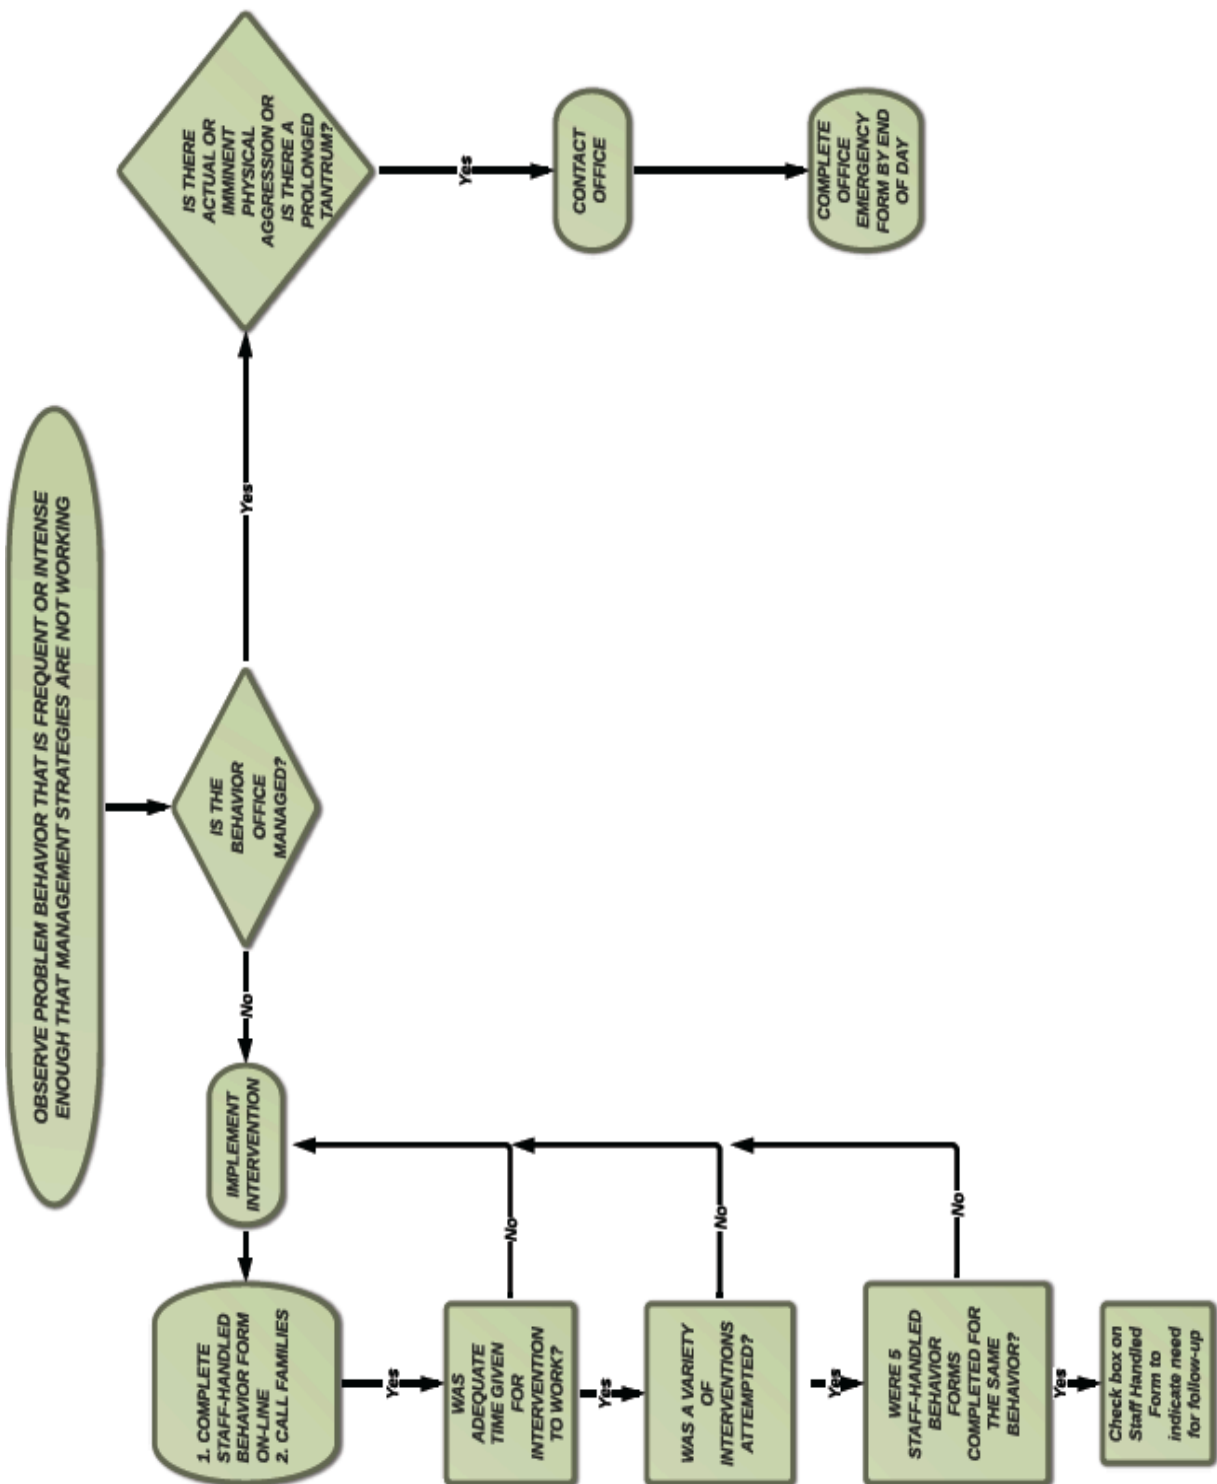 OBSERVE PROBLEM BEHAVIOR THAT IS FREQUENT OR INTENSE
ENOUGH THAT MANAGEMENT STRATEGIES ARE NOT WORKING
IS THE
BEHAVIOR
OFFICE
MANAGED?
No
Yes
IMPLEMENT
INTERVENTION
1. COMPLETE
STAFF-HANDLED
BEHAVIOR FORM
ON-LINE
2. CALL FAMILIES
Yes
WAS
ADEQUATE
TIME GIVEN
FOR
INTERVENTION
TO WORK?
No
Yes
WAS A VARIETY
OF
INTERVENTIONS
ATTEMPTED?
No
Yes
WERE 5
STAFF-HANDLED
BEHAVIOR
FORMS
COMPLETED FOR
THE SAME
BEHAVIOR?
No
Yes
Check box on
Staff Handled
Form to
indicate need
for follow-up
IS THERE
ACTUAL OR
IMMINENT
PHYSICAL
AGGRESSION OR
IS THERE A
PROLONGED
TANTRUM?
Yes
CONTACT
OFFICE
COMPLETE
OFFICE
EMERGENCY
FORM BY END
OF DAY